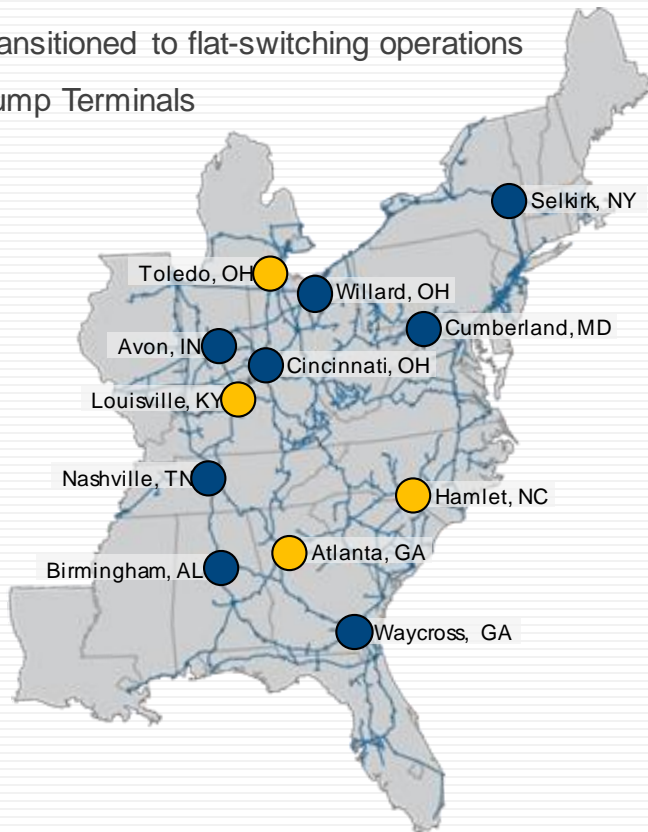 ansitioned to flat-switching operations
ump Terminals
Selkirk, NY
Toledo, OH
Willard, OH
Cumberland, MD
Avon, IN
Cincinnati, OH
Louisville, KY
Nashville, TN
Hamlet, NC
Atlanta, GA
Birmingham, AL
Waycross, GA